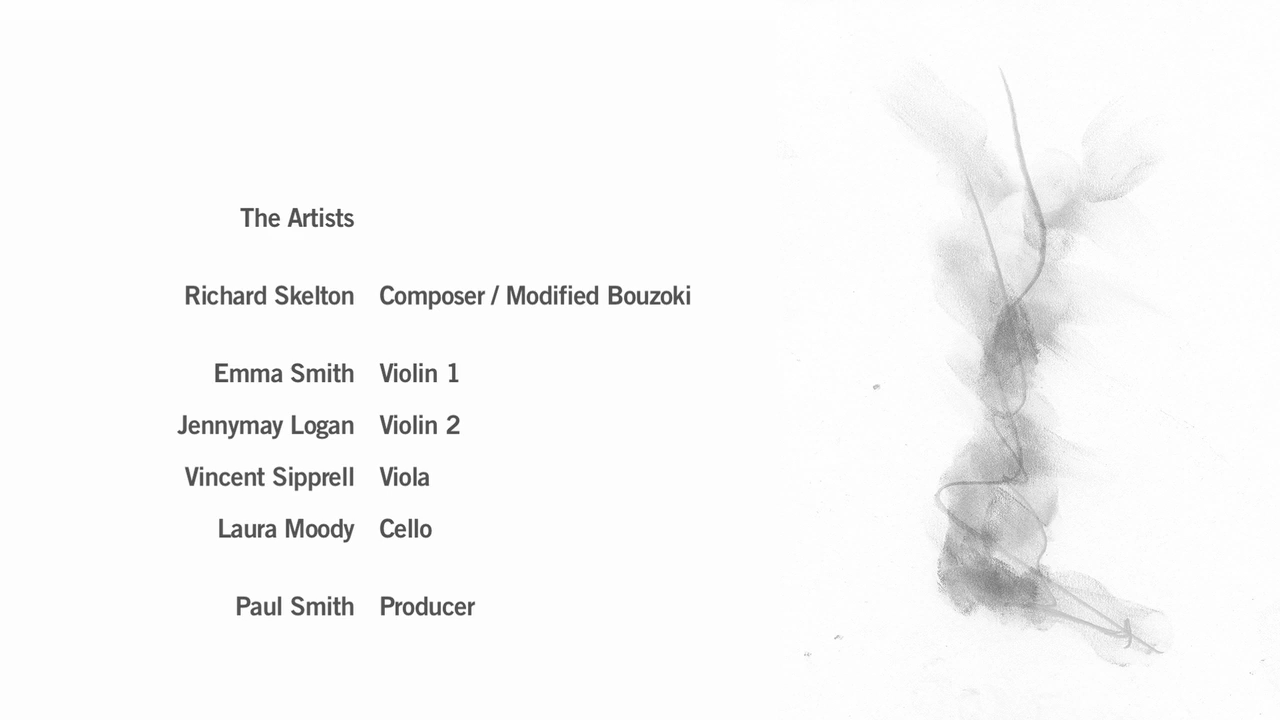 The Artists
Richard Skelton Composer / Modified Bouzoki
Emma Smith Violin 1
Jennymay Logan Violin 2
Vincent Sipprell Viola
Laura Moody Cello
Paul Smith Producer